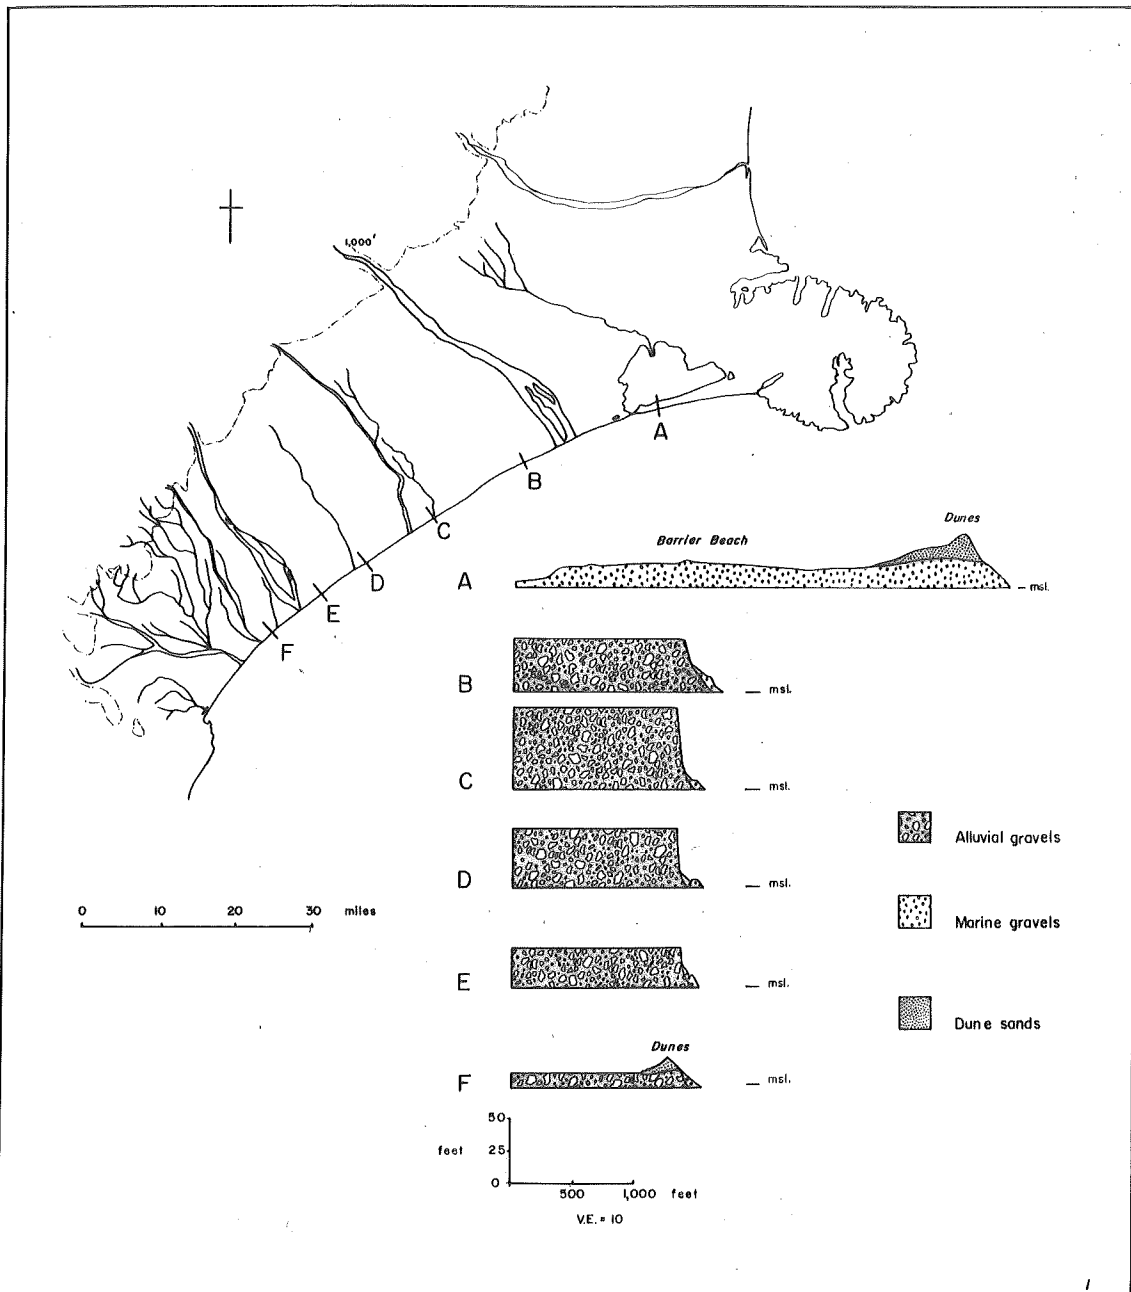 1,000'
A
B
C
D
E
F
Dunes
Barrier Beach
A
msl.
B
msl.
C
msl.
D
msl.
E
msl.
Dunes
F
msl.
Alluvial gravels
Marine gravels
Dune sands
0 10 20 30 miles
50
feet 25
0
500 1,000 feet
V.E. = 10
1